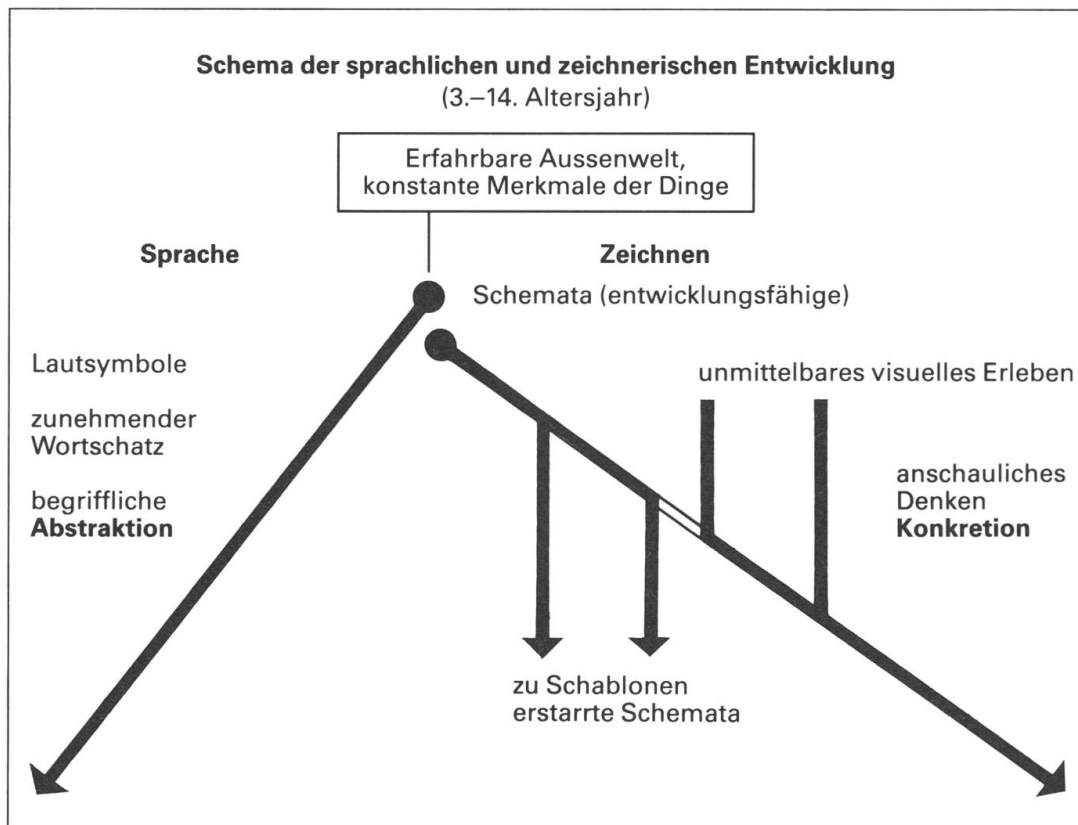 Schema der sprachlichen und zeichnerischen Entwicklung
(3.–14. Altersjahr)
Erfahrbare Aussenwelt,
konstante Merkmale der Dinge
Sprache
Zeichnen
Schemata (entwicklungsfähige)
Lautsymbole
zunehmender
Wortschatz
begriffliche
Abstraktion
unmittelbares visuelles Erleben
anschauliches
Denken
Konkretion
zu Schablonen
erstarrte Schemata